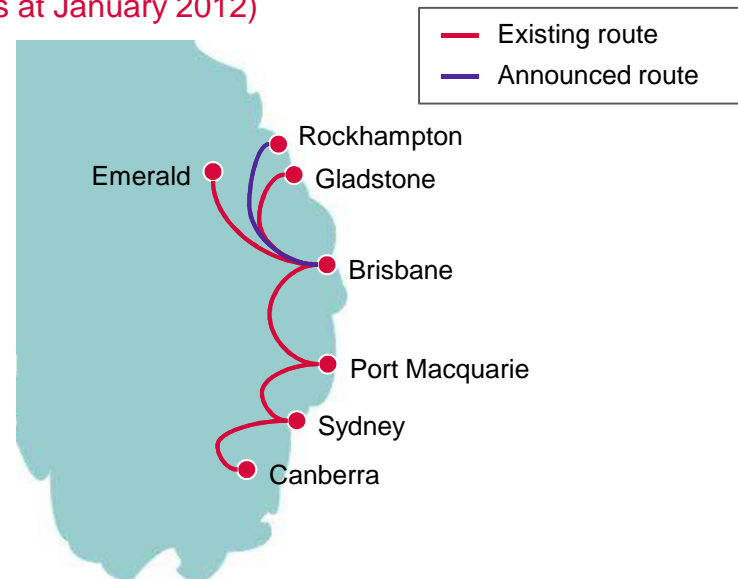 at January 2012)
Existing route
Announced route
Rockhampton
Emerald
Gladstone
Brisbane
Port Macquarie
Sydney
Canberra